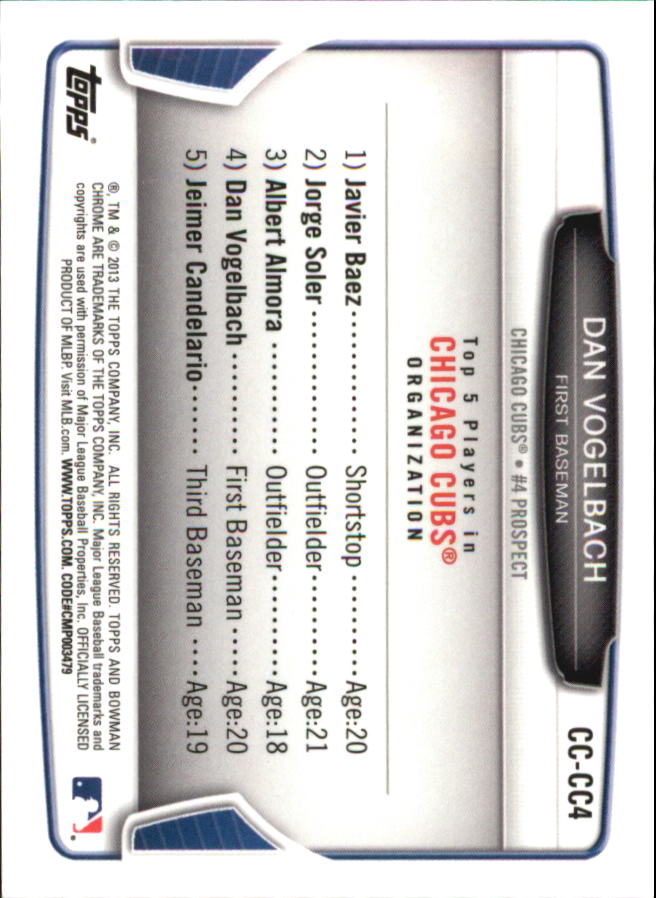 DAN VOGELBACH
FIRST BASEMAN
CC-CC4
CHICAGO CUBS® • #4 PROSPECT
Top 5 Players in
CHICAGO CUBS®
ORGANIZATION
1) Javier Baez.............. Shortstop .......... Age:20
2) Jorge Soler.............. Outfielder.......... Age:21
3) Albert Almora ........... Outfielder.......... Age:18
4) Dan Vogelbach .......... First Baseman ..... Age:20
5) Jeimer Candelario...... Third Baseman .... Age:19
topps®
®, TM & © 2013 THE TOPPS COMPANY, INC. ALL RIGHTS RESERVED. TOPPS AND BOWMAN
CHROME ARE TRADEMARKS OF THE TOPPS COMPANY, INC. Major League Baseball trademarks and
copyrights are used with permission of Major League Baseball Properties, Inc. OFFICIALLY LICENSED
PRODUCT OF MLBP. Visit MLB.com. WWW.TOPPS.COM. CODE#CMP003479